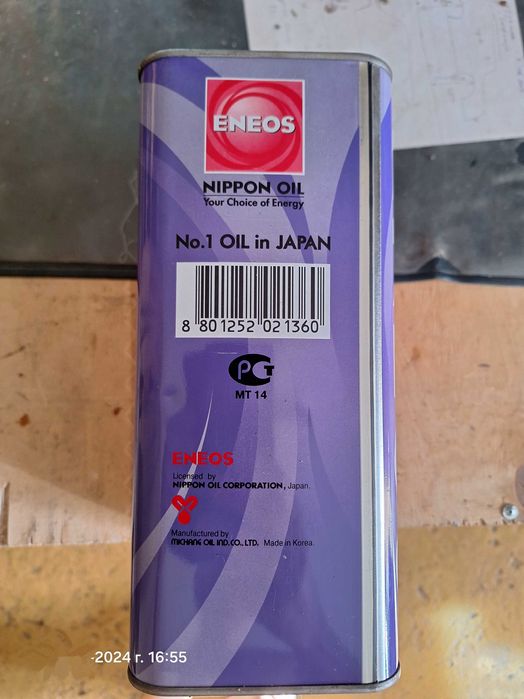 ENEOS
NIPPON OIL
Your Choice of Energy
No.1 OIL in JAPAN
8 801252 021360
РСТ
MT 14
ENEOS
Licensed by
NIPPON OIL CORPORATION, Japan.
Manufactured by
MICHANG OIL IND.CO., LTD. Made in Korea.
-2024 г. 16:55